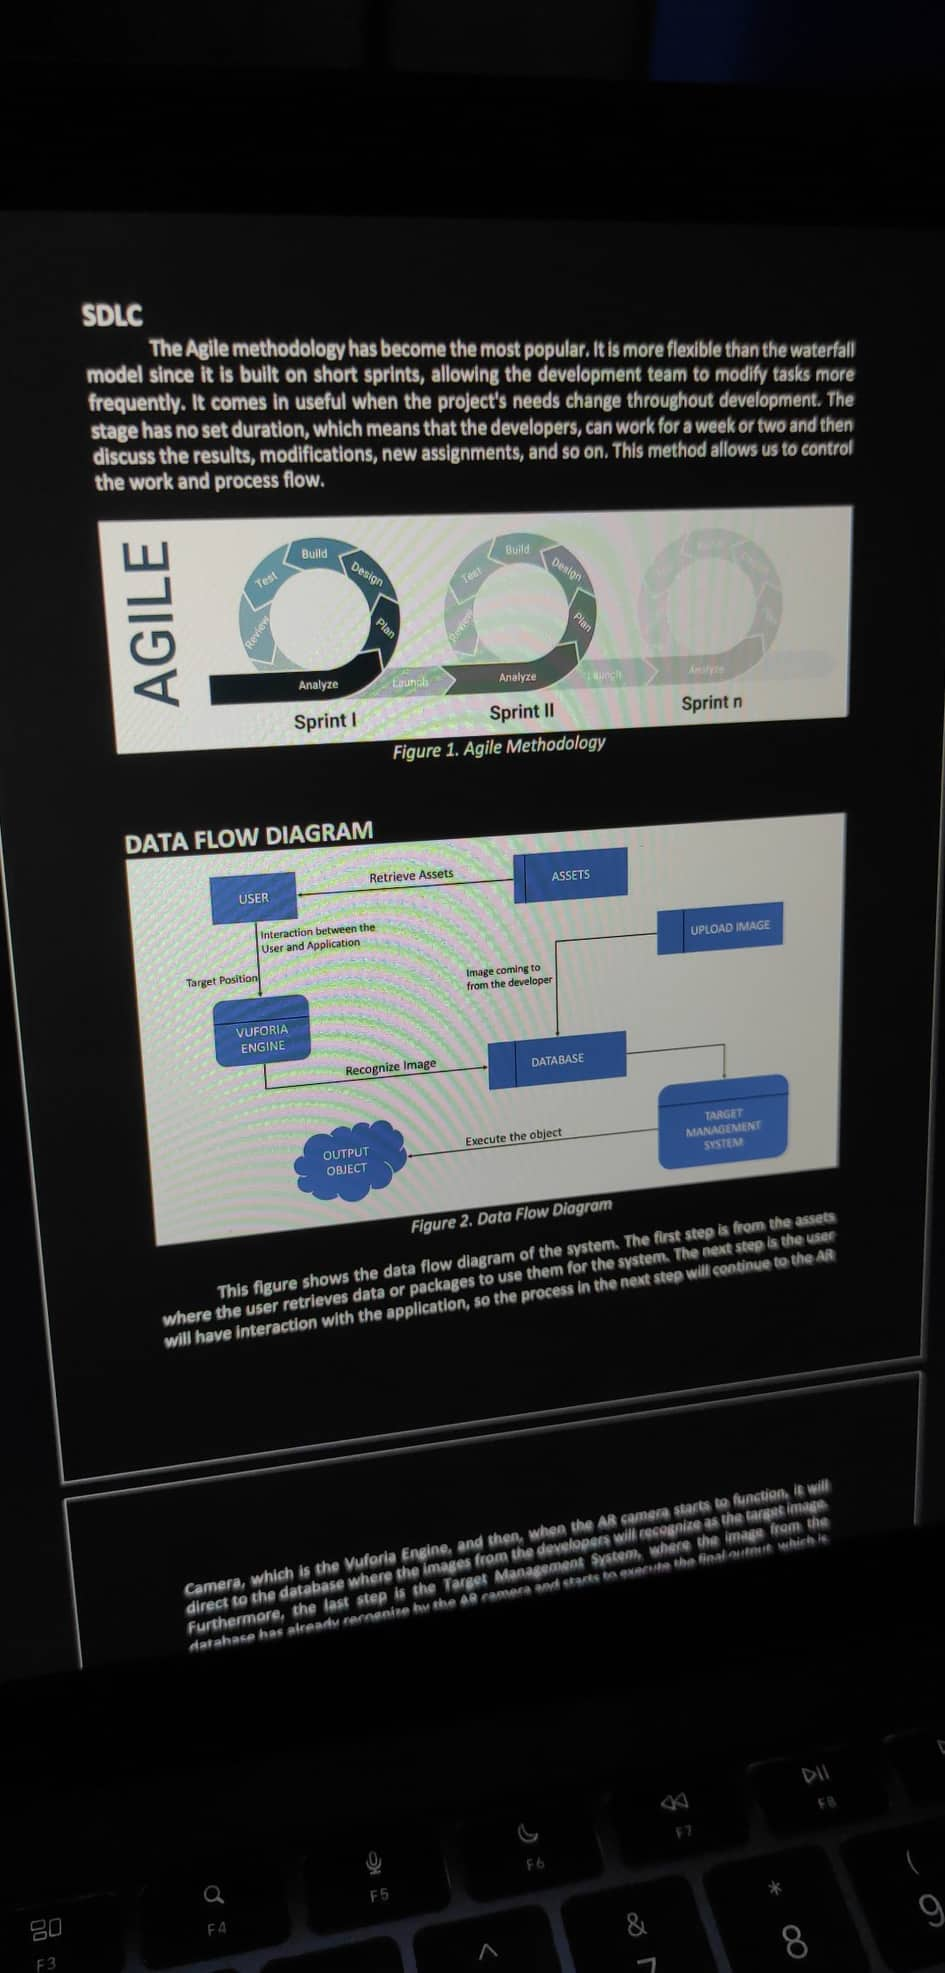 SDLC
The Agile methodology has become the most popular. It is more flexible than the waterfall
model since it is built on short sprints, allowing the development team to modify tasks more
frequently. It comes in useful when the project's needs change throughout development. The
stage has no set duration, which means that the developers, can work for a week or two and then
discuss the results, modifications, new assignments, and so on. This method allows us to control
the work and process flow.
AGILE
Build
Test
Design
Review
Plan
Analyze
Launch
Sprint I
Build
Test
Design
Review
Plan
Analyze
Launch
Sprint II
Analyze
Sprint n
Figure 1. Agile Methodology
DATA FLOW DIAGRAM
USER
Retrieve Assets
ASSETS
Interaction between the
User and Application
UPLOAD IMAGE
Target Position
Image coming to
from the developer
VUFORIA
ENGINE
Recognize Image
DATABASE
TARGET
MANAGEMENT
SYSTEM
Execute the object
OUTPUT
OBJECT
Figure 2. Data Flow Diagram
This figure shows the data flow diagram of the system. The first step is from the assets
where the user retrieves data or packages to use them for the system. The next step is the user
will have interaction with the application, so the process in the next step will continue to the AR
Camera, which is the Vuforia Engine, and then, when the AR camera starts to function, it will
direct to the database where the images from the developers will recognize as the target image.
Furthermore, the last step is the Target Management System, where the image from the
database has already recognize by the AR camera and starts to execute the final output, which is
F3
F4
F5
F6
F7
F8
^
&
7
*
8
(
9